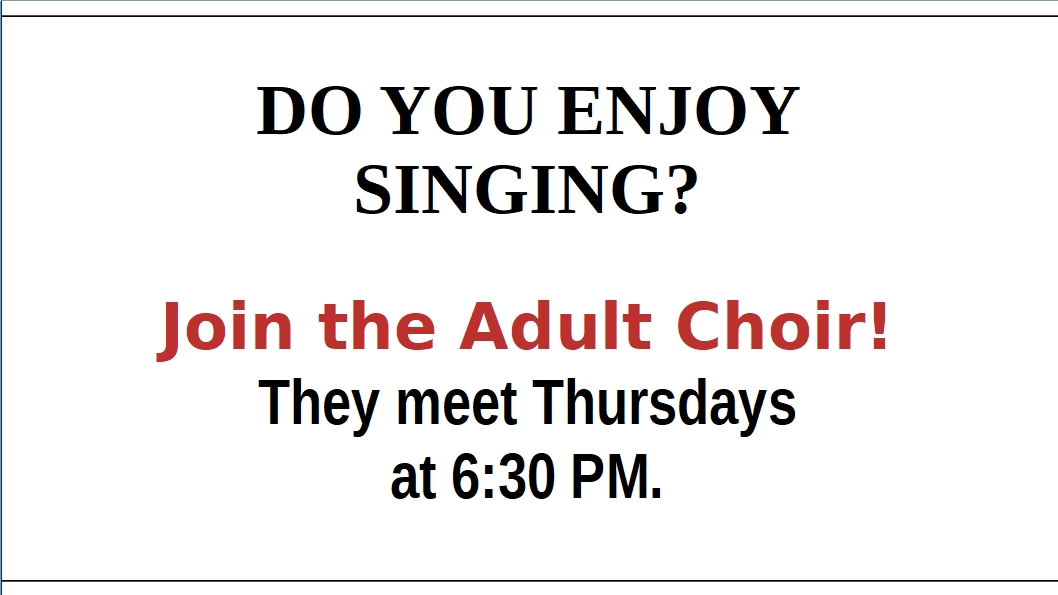 DO YOU ENJOY
SINGING?
Join the Adult Choir!
They meet Thursdays
at 6:30 PM.